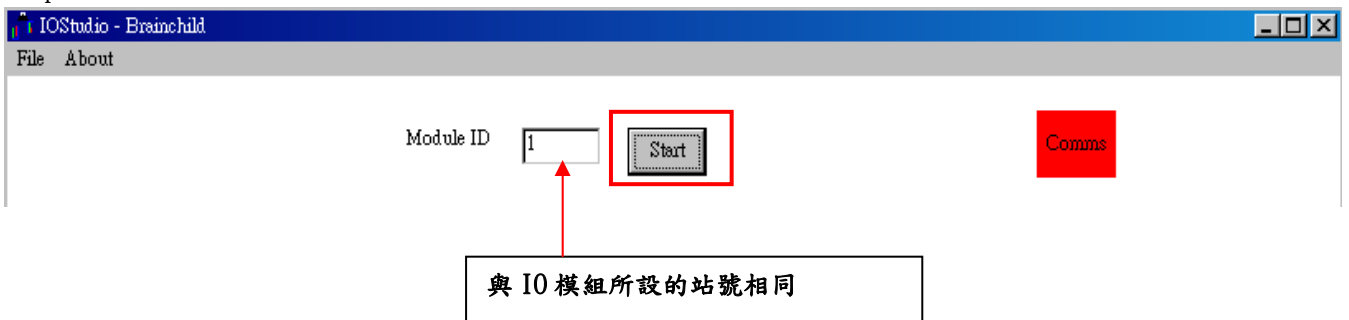 IOStudio - Brainchild
File About
Module ID 1 Start Comms
與 IO 模組所設的站號相同